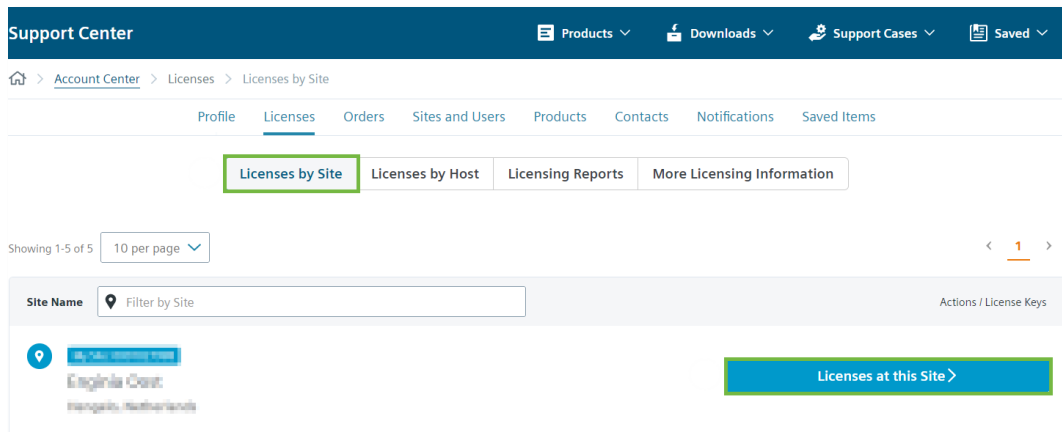 Support Center
Products
Downloads
Support Cases
Saved
> Account Center > Licenses > Licenses by Site
Profile Licenses Orders Sites and Users Products Contacts Notifications Saved Items
Licenses by Site Licenses by Host Licensing Reports More Licensing Information
Showing 1-5 of 5 10 per page < 1 >
Site Name Filter by Site Actions / License Keys
Licenses at this Site >